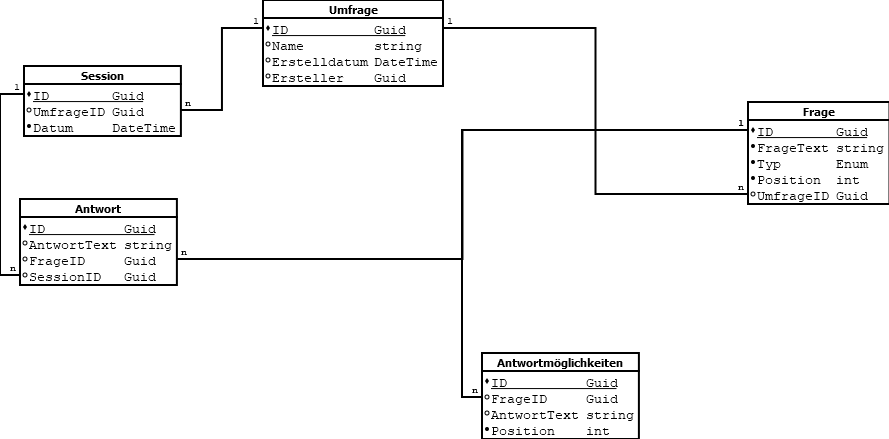 Umfrage
ID Guid
Name string
Erstelldatum DateTime
Ersteller Guid
1
1
Session
ID Guid
UmfrageID Guid
Datum DateTime
1
n
Frage
ID Guid
FrageText string
Typ Enum
Position int
UmfrageID Guid
1
n
Antwort
ID Guid
AntwortText string
FrageID Guid
SessionID Guid
n
n
Antwortmöglichkeiten
ID Guid
FrageID Guid
AntwortText string
Position int
n